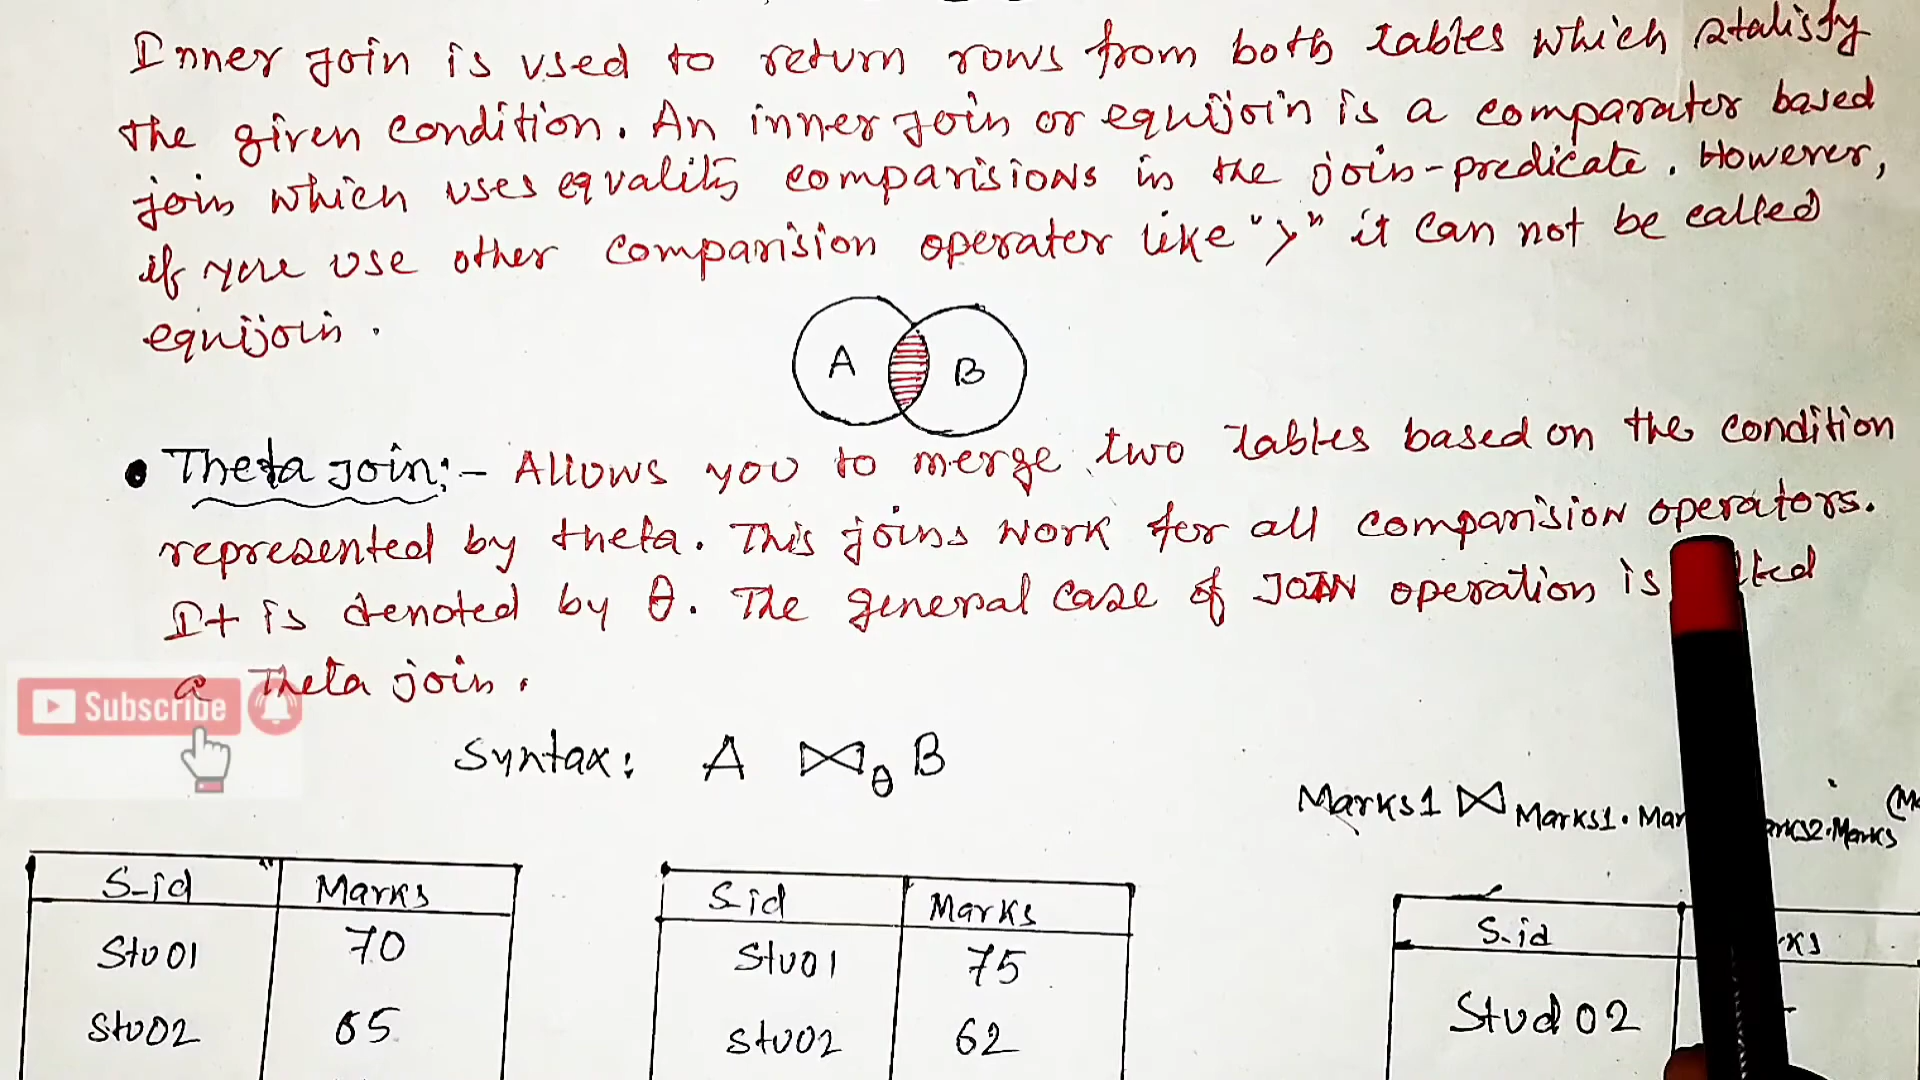 Inner join is used to return rows from both tables which statisfy
the given condition. An inner join or equijoin is a comparator based
join which uses equality comparisions in the join-predicate. However,
if you use other comparision operator like ">" it can not be called
equijoin.
A B
• Theta join:- Allows you to merge two tables based on the condition
represented by theta. This joins work for all comparision operators.
It is denoted by θ. The general case of JOIN operation is
a Theta join.
Subscribe
Syntax: A ⋈θ B
Marks1 ⋈ Marks1.Mar
S-id Marks
Stu01 70
Stu02 65
S-id Marks
Stu01 75
Stu02 62
S-id
Stud02